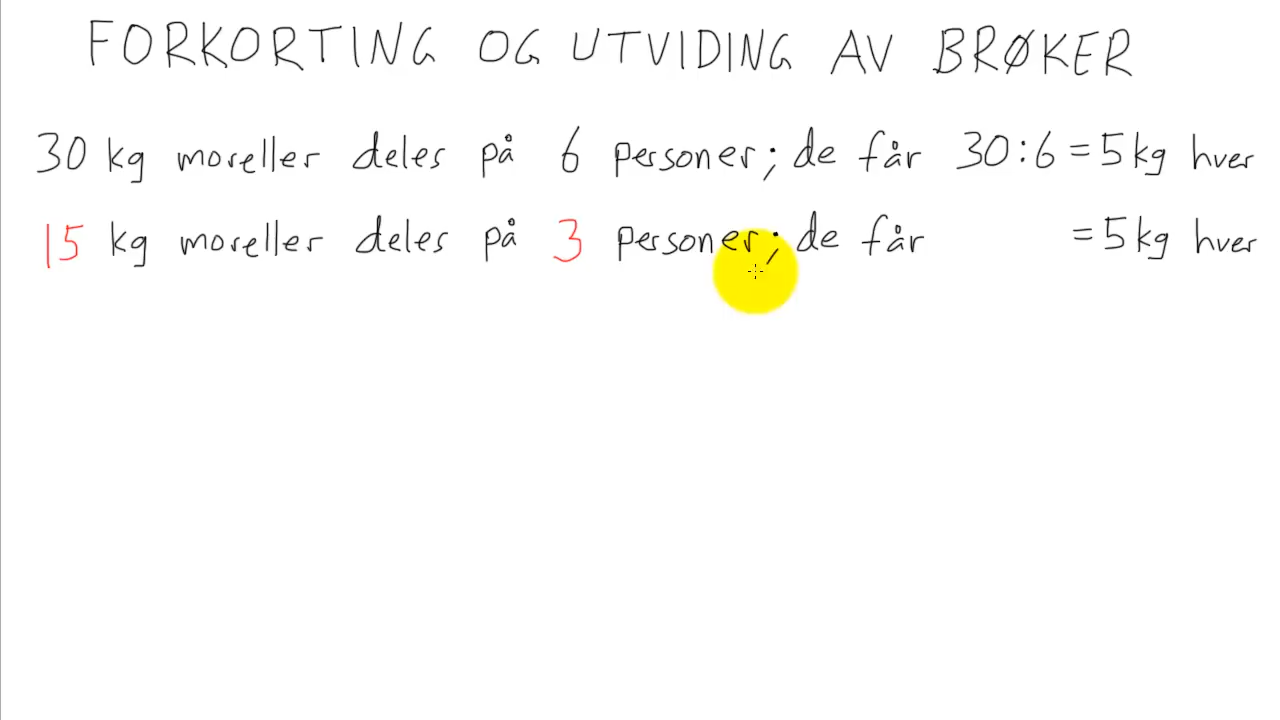 FORKORTING OG UTVIDING AV BRØKER
30 kg moreller deles på 6 personer; de får 30:6 = 5 kg hver
15 kg moreller deles på 3 personer; de får = 5 kg hver